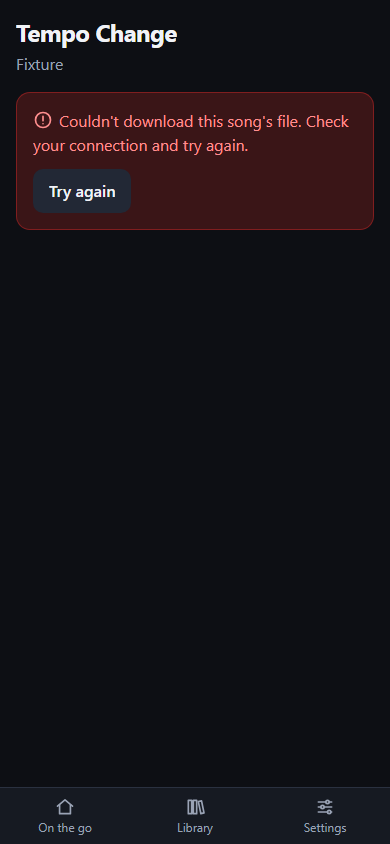 Tempo Change
Fixture
Couldn't download this song's file. Check
your connection and try again.
Try again
On the go
Library
Settings